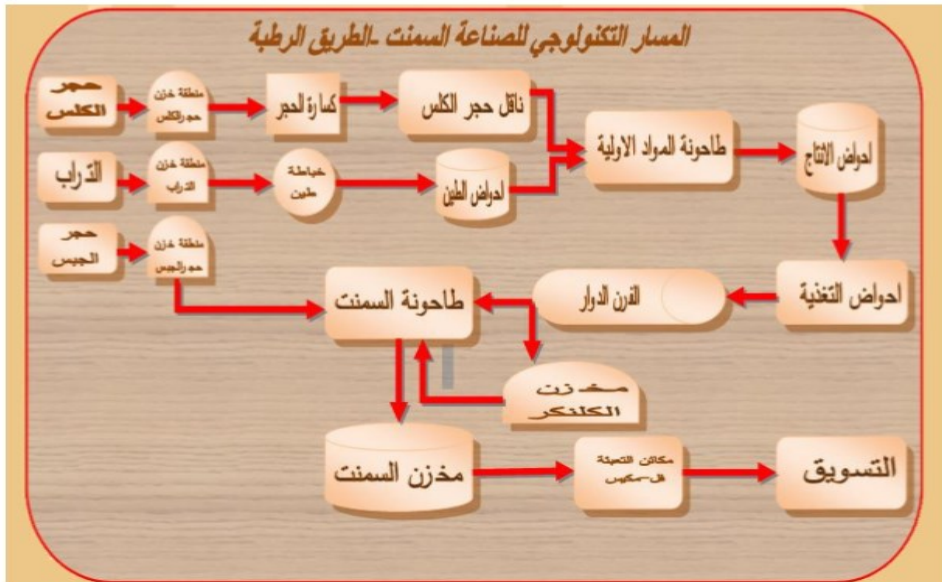 المسار التكنولوجي للصناعة السمنت -الطريق الرطبة
حجر
الكلس
منطقة خزن
حجر الكلس
كسارة الحجر
ناقل حجر الكلس
طاحونة المواد الاولية
احواض الانتاج
التراب
منطقة خزن
التراب
خباطة
طين
احواض الطين
حجر
الجبس
منطقة خزن
حجر الجبس
طاحونة السمنت
الفرن الدوار
احواض التغذية
مخزن
الكلنكر
مخزن السمنت
مكائن التعبئة
التسويق